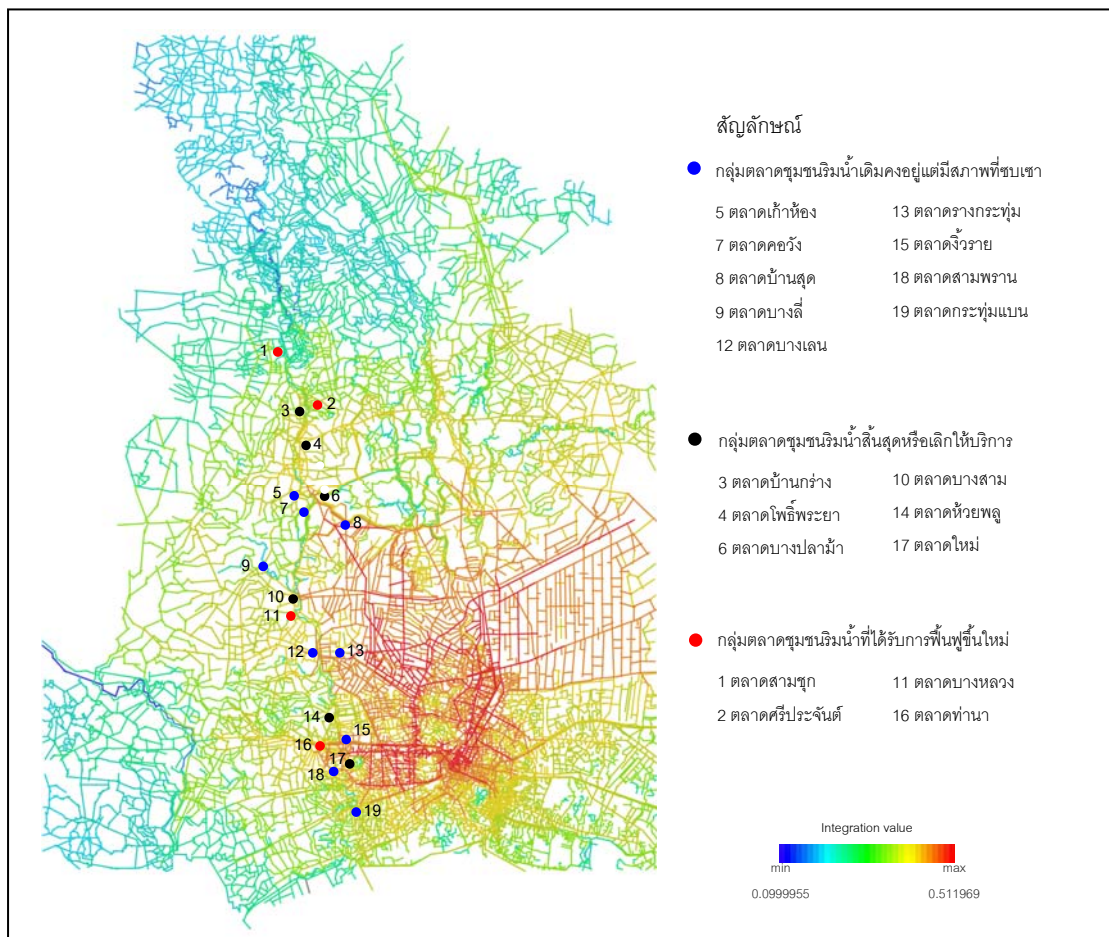 สัญลักษณ์
กลุ่มตลาดชุมชนริมน้ำเดิมคงอยู่แต่มีสภาพที่ซบเซา
5 ตลาดเก้าห้อง
13 ตลาดรางกระทุ่ม
7 ตลาดคอวัง
15 ตลาดงิ้วราย
8 ตลาดบ้านสุด
18 ตลาดสามพราน
9 ตลาดบางลี่
19 ตลาดกระทุ่มแบน
12 ตลาดบางเลน
กลุ่มตลาดชุมชนริมน้ำสิ้นสุดหรือเลิกให้บริการ
3 ตลาดบ้านกร่าง
10 ตลาดบางสาม
4 ตลาดโพธิ์พระยา
14 ตลาดห้วยพลู
6 ตลาดบางปลาม้า
17 ตลาดใหม่
กลุ่มตลาดชุมชนริมน้ำที่ได้รับการฟื้นฟูขึ้นใหม่
1 ตลาดสามชุก
11 ตลาดบางหลวง
2 ตลาดศรีประจันต์
16 ตลาดท่านา
Integration value
min
max
0.0999955
0.511969
1
2
3
4
5
6
7
8
9
10
11
12
13
14
15
16
17
18
19